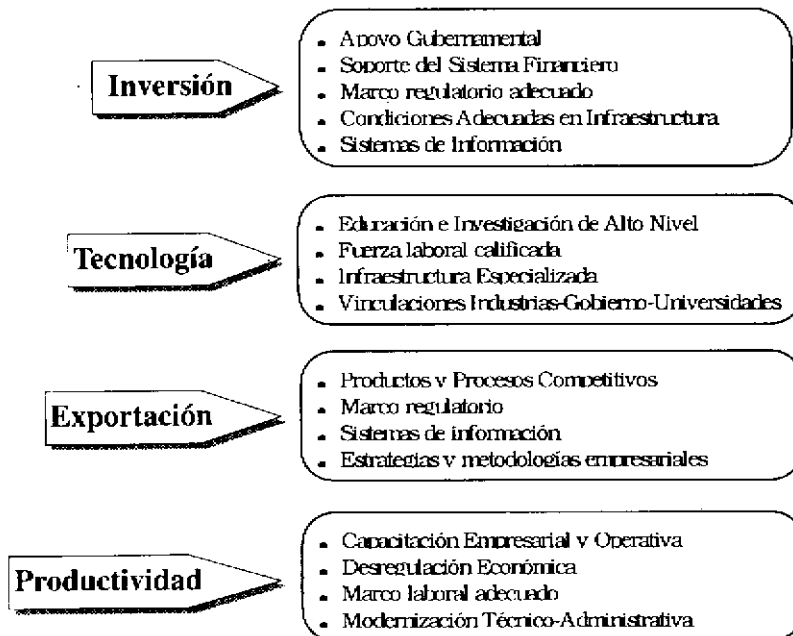 Inversión
• Apoyo Gubernamental
• Soporte del Sistema Financiero
• Marco regulatorio adecuado
• Condiciones Adecuadas en Infraestructura
• Sistemas de Información
Tecnología
• Educación e Investigación de Alto Nivel
• Fuerza laboral calificada
• Infraestructura Especializada
• Vinculaciones Industrias-Gobierno-Universidades
Exportación
• Productos y Procesos Competitivos
• Marco regulatorio
• Sistemas de información
• Estrategias y metodologías empresariales
Productividad
• Capacitación Empresarial y Operativa
• Desregulación Económica
• Marco laboral adecuado
• Modernización Técnico-Administrativa